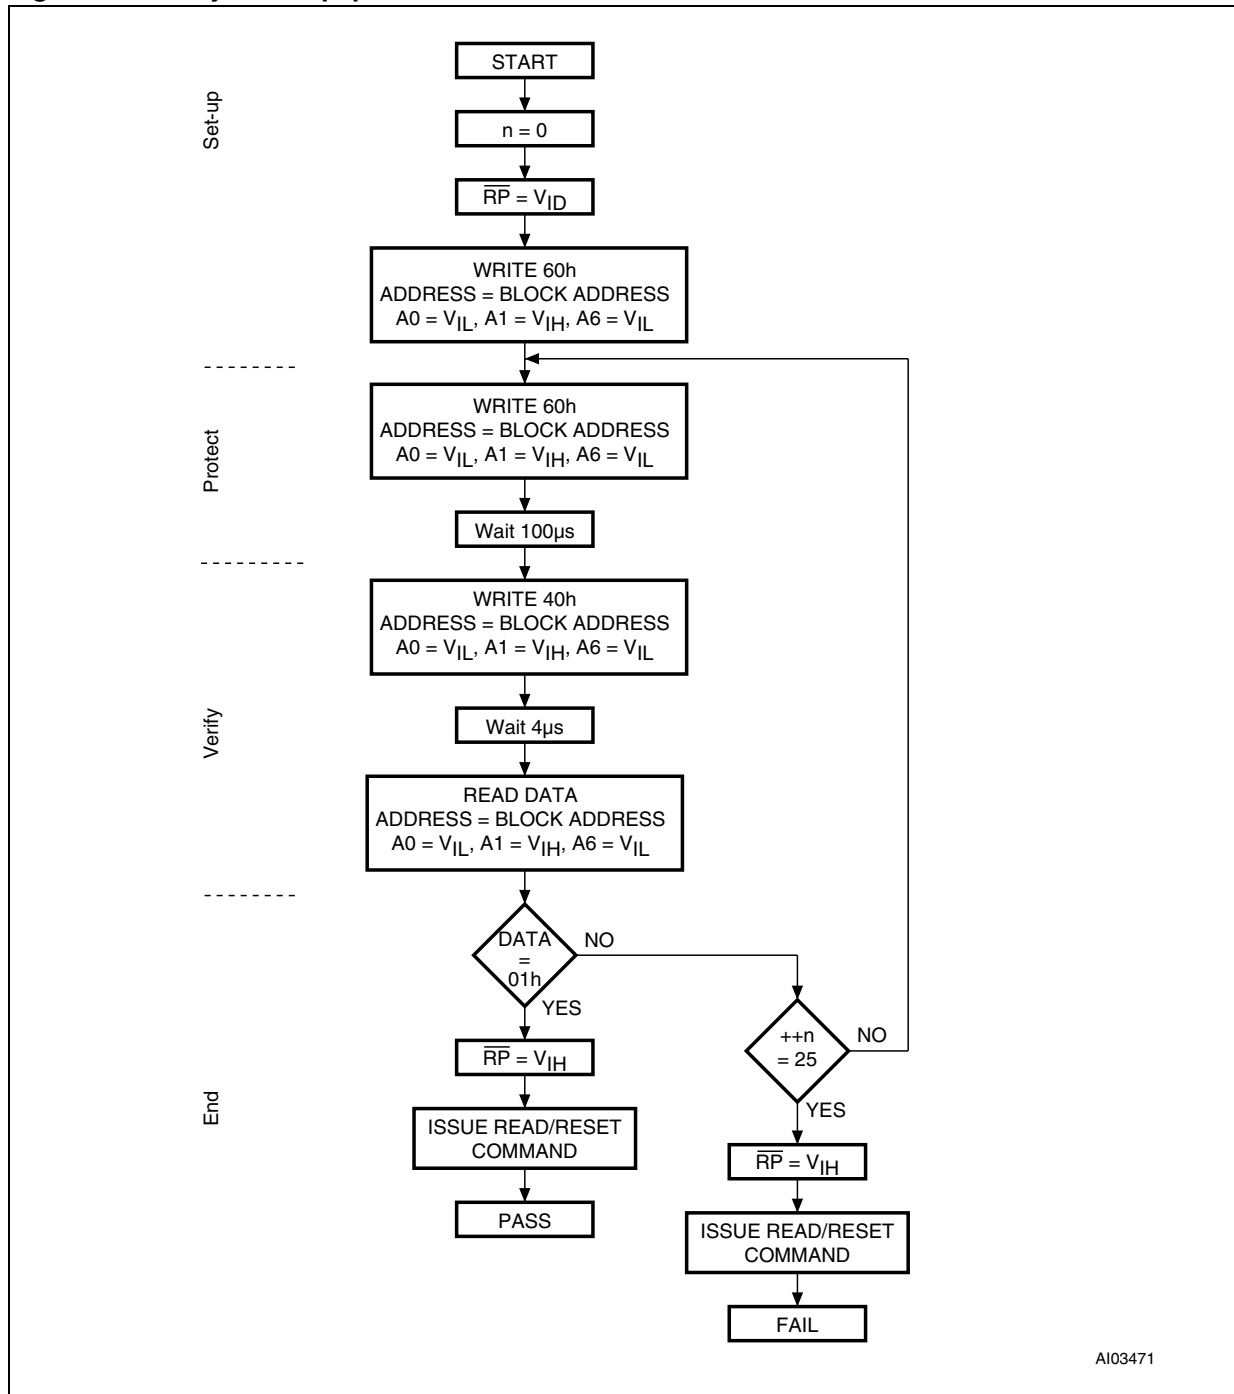 Set-up
START
n = 0
RP = VID
WRITE 60h
ADDRESS = BLOCK ADDRESS
A0 = VIL, A1 = VIH, A6 = VIL
Protect
WRITE 60h
ADDRESS = BLOCK ADDRESS
A0 = VIL, A1 = VIH, A6 = VIL
Wait 100µs
Verify
WRITE 40h
ADDRESS = BLOCK ADDRESS
A0 = VIL, A1 = VIH, A6 = VIL
Wait 4µs
READ DATA
ADDRESS = BLOCK ADDRESS
A0 = VIL, A1 = VIH, A6 = VIL
End
DATA
=
01h
NO
YES
RP = VIH
ISSUE READ/RESET
COMMAND
PASS
++n
= 25
NO
YES
RP = VIH
ISSUE READ/RESET
COMMAND
FAIL
AI03471